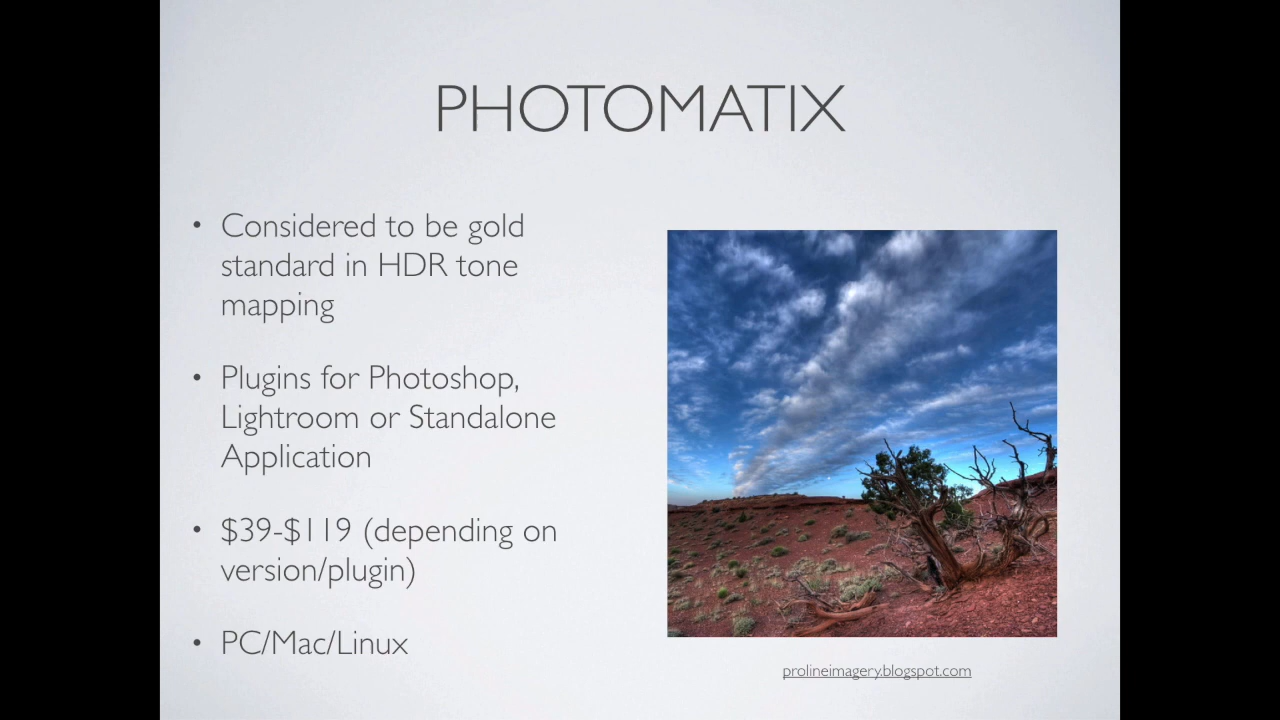 PHOTOMATIX
• Considered to be gold
standard in HDR tone
mapping
• Plugins for Photoshop,
Lightroom or Standalone
Application
• $39-$119 (depending on
version/plugin)
• PC/Mac/Linux
prolineimagery.blogspot.com